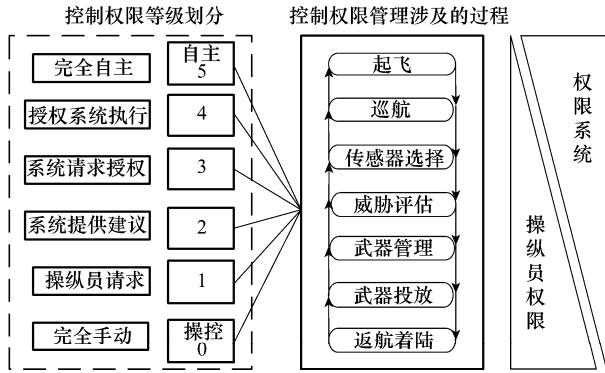 控制权限等级划分
控制权限管理涉及的过程
完全自主
自主
5
授权系统执行
4
系统请求授权
3
系统提供建议
2
操纵员请求
1
完全手动
操控
0
起飞
巡航
传感器选择
威胁评估
武器管理
武器投放
返航着陆
权限系统
操纵员权限